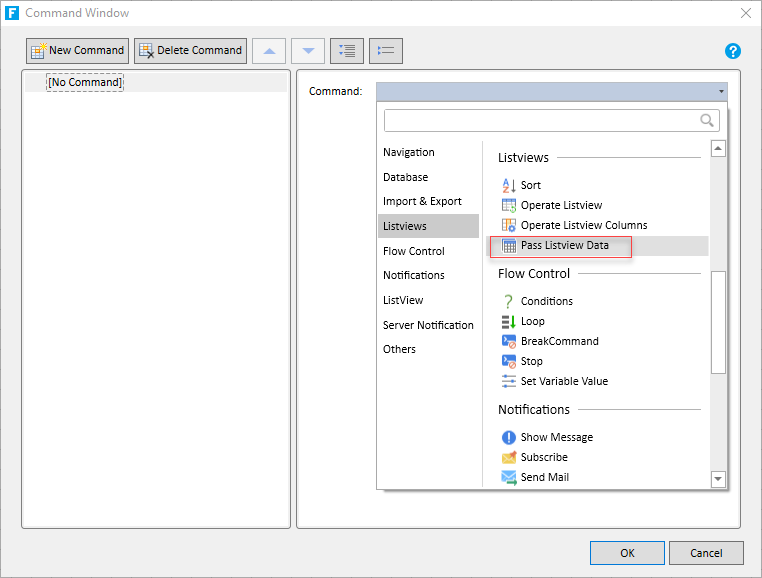 F Command Window
New Command Delete Command ?
[No Command]
Command:
Navigation
Database
Import & Export
Listviews
Flow Control
Notifications
ListView
Server Notification
Others
Listviews
Sort
Operate Listview
Operate Listview Columns
Pass Listview Data
Flow Control
Conditions
Loop
BreakCommand
Stop
Set Variable Value
Notifications
Show Message
Subscribe
Send Mail
OK Cancel